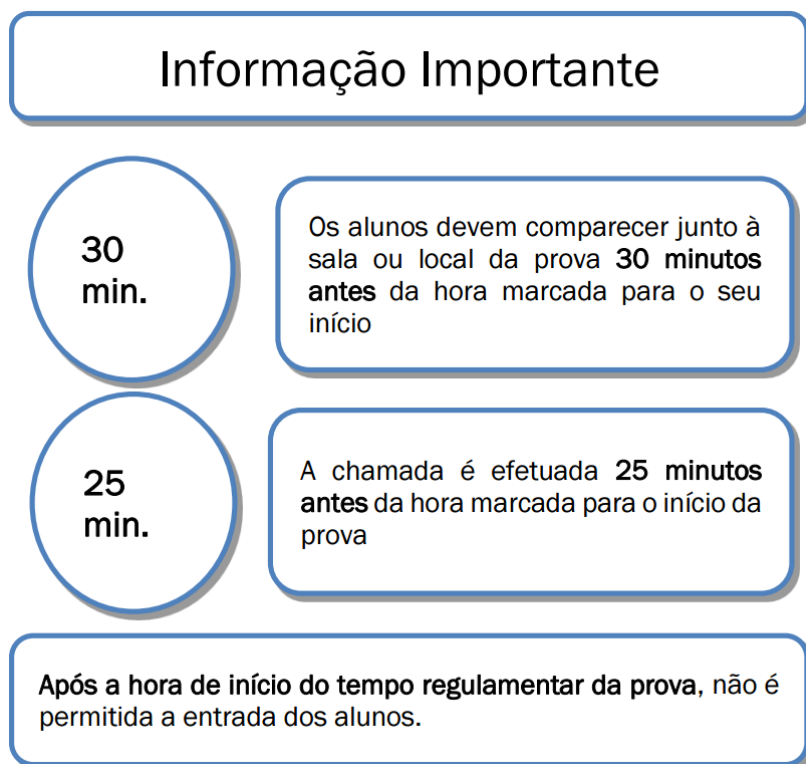 Informação Importante
30
min.
Os alunos devem comparecer junto à
sala ou local da prova 30 minutos
antes da hora marcada para o seu
início
25
min.
A chamada é efetuada 25 minutos
antes da hora marcada para o início da
prova
Após a hora de início do tempo regulamentar da prova, não é
permitida a entrada dos alunos.